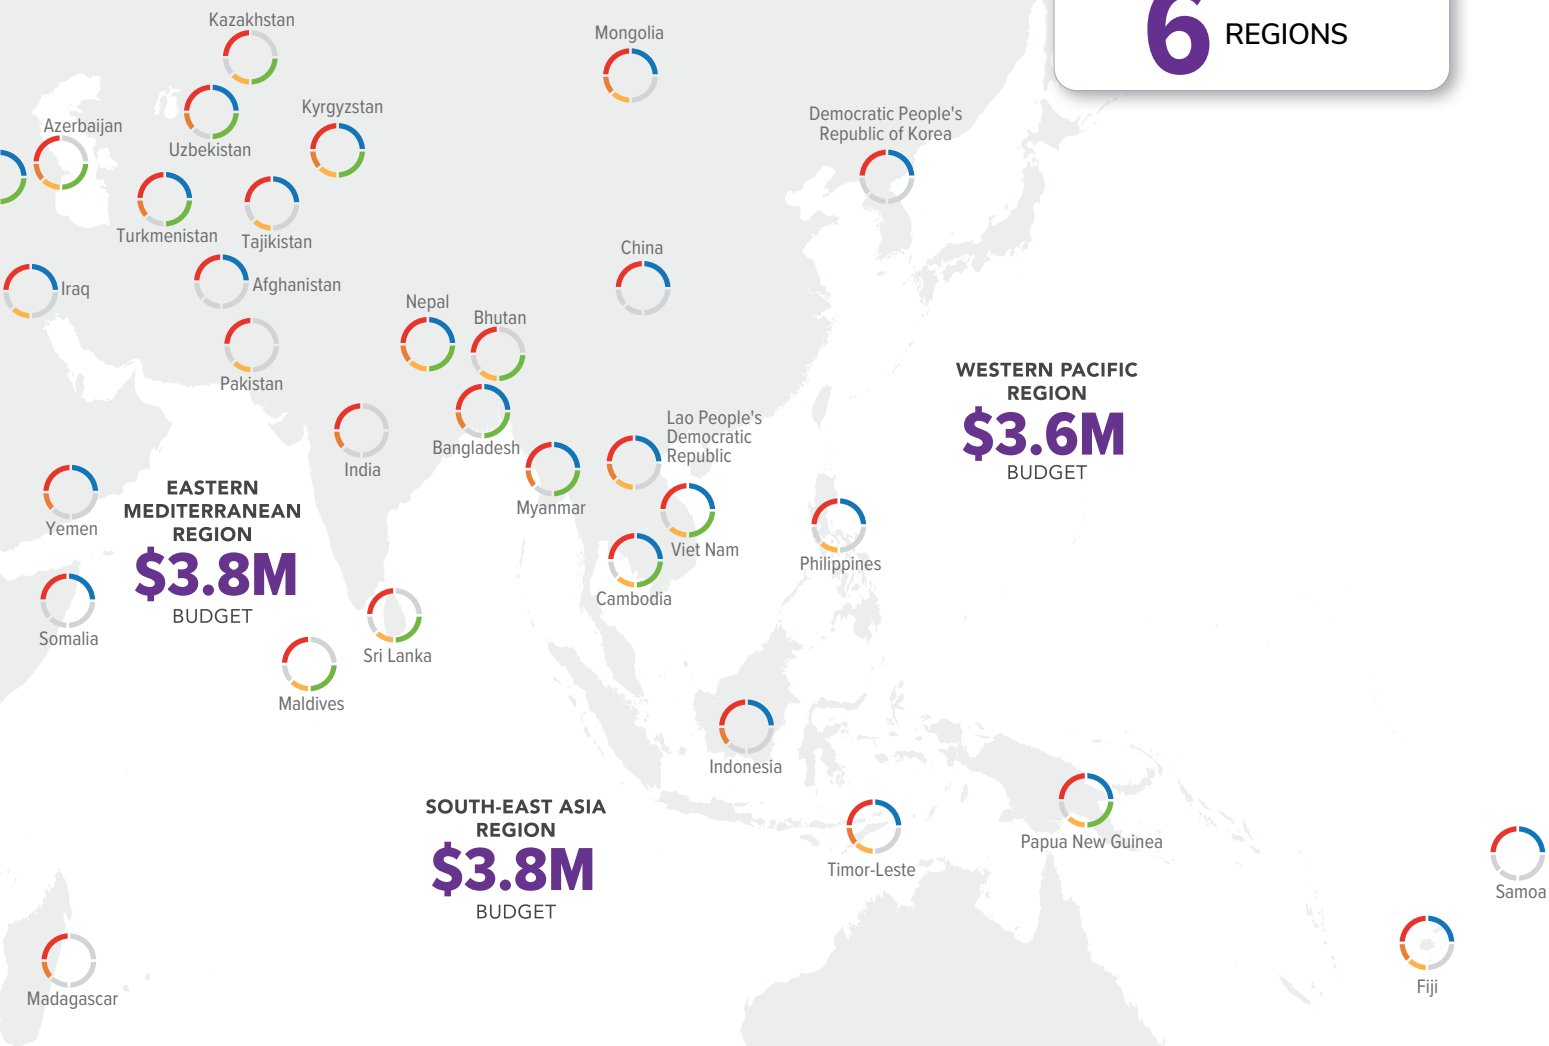 Kazakhstan
Mongolia
6 REGIONS
Azerbaijan
Kyrgyzstan
Democratic People's
Republic of Korea
Uzbekistan
Turkmenistan
Tajikistan
China
Iraq
Afghanistan
Nepal
Bhutan
Pakistan
WESTERN PACIFIC
REGION
$3.6M
BUDGET
Lao People's
Democratic
Republic
India
Bangladesh
Myanmar
EASTERN
MEDITERRANEAN
REGION
$3.8M
BUDGET
Yemen
Viet Nam
Philippines
Cambodia
Somalia
Sri Lanka
Maldives
Indonesia
SOUTH-EAST ASIA
REGION
$3.8M
BUDGET
Timor-Leste
Papua New Guinea
Samoa
Fiji
Madagascar